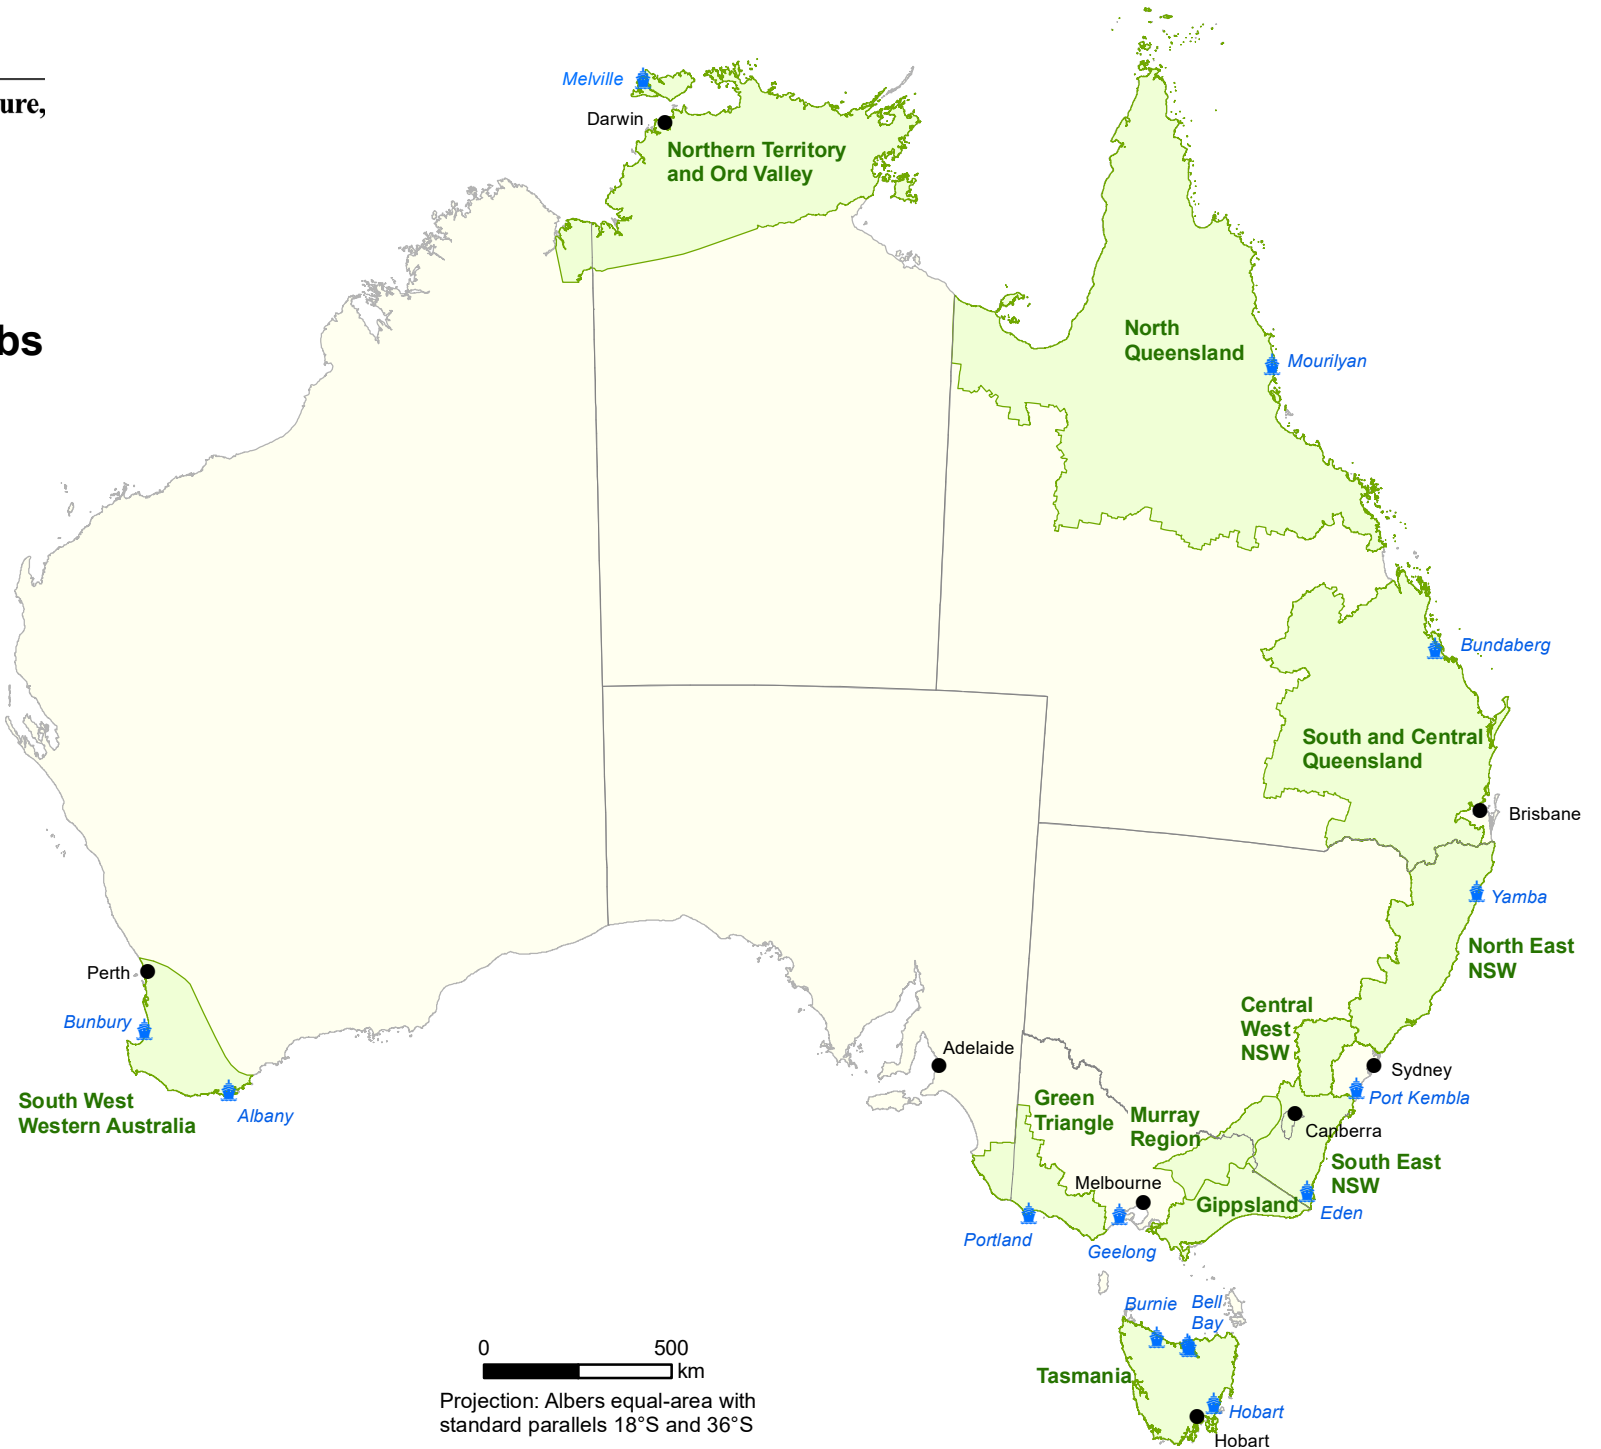 ure,
bs
Melville
Darwin
Northern Territory
and Ord Valley
North
Queensland
Mourilyan
Bundaberg
South and Central
Queensland
Brisbane
Yamba
North East
NSW
Perth
Bunbury
South West
Western Australia
Albany
Central
West
NSW
Adelaide
Sydney
Port Kembla
Green
Triangle
Murray
Region
Canberra
South East
NSW
Melbourne
Gippsland
Eden
Portland
Geelong
Burnie
Bell
Bay
Tasmania
Hobart
Hobart
0 500
km
Projection: Albers equal-area with
standard parallels 18°S and 36°S